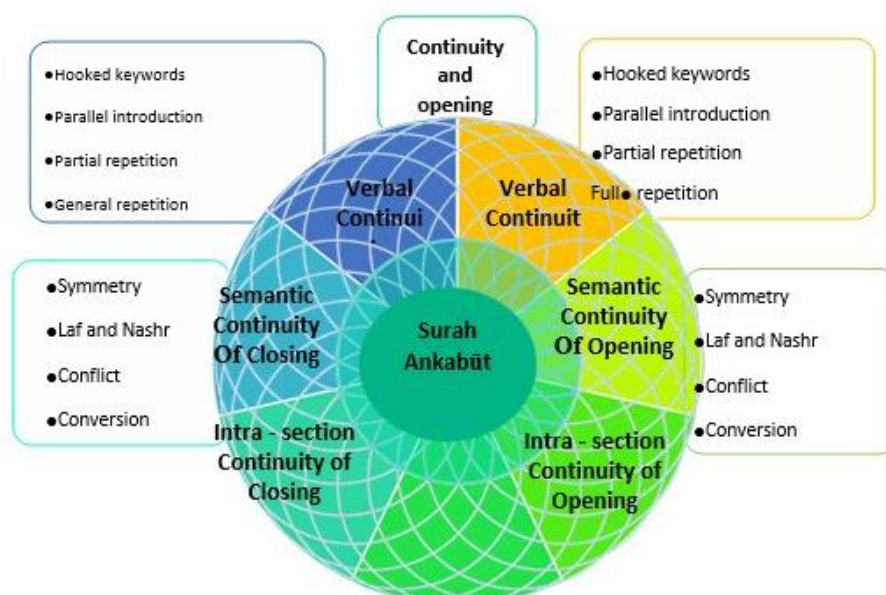 Continuity
and
opening
●Hooked keywords
●Parallel introduction
●Partial repetition
●General repetition
●Hooked keywords
●Parallel introduction
●Partial repetition
Full● repetition
Verbal
Continui
Verbal
Continuit
●Symmetry
●Laf and Nashr
●Conflict
●Conversion
Semantic
Continuity
Of Closing
Surah
Ankabūt
Semantic
Continuity
Of Opening
●Symmetry
●Laf and Nashr
●Conflict
●Conversion
Intra - section
Continuity of
Closing
Intra - section
Continuity of
Opening